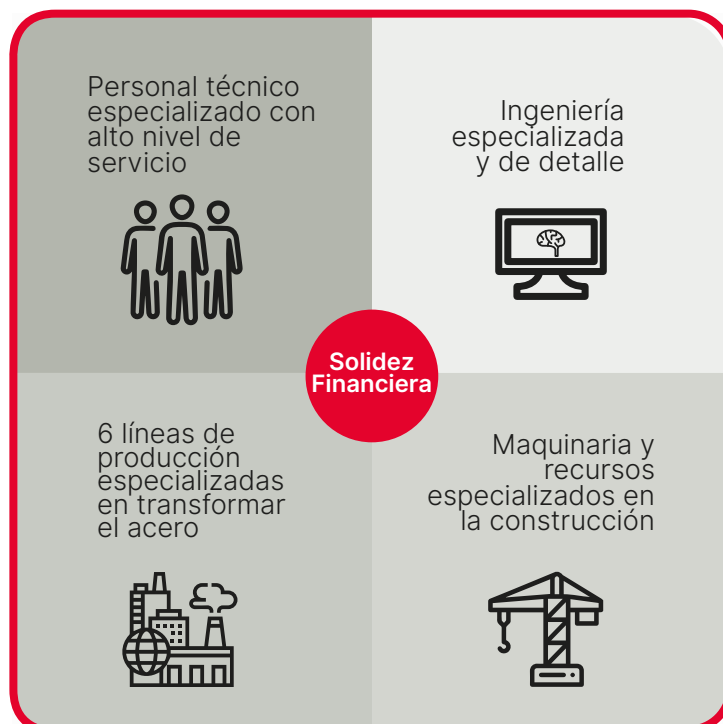 Personal técnico
especializado con
alto nivel de
servicio
Ingeniería
especializada
y de detalle
Solidez
Financiera
6 líneas de
producción
especializadas
en transformar
el acero
Maquinaria y
recursos
especializados en
la construcción